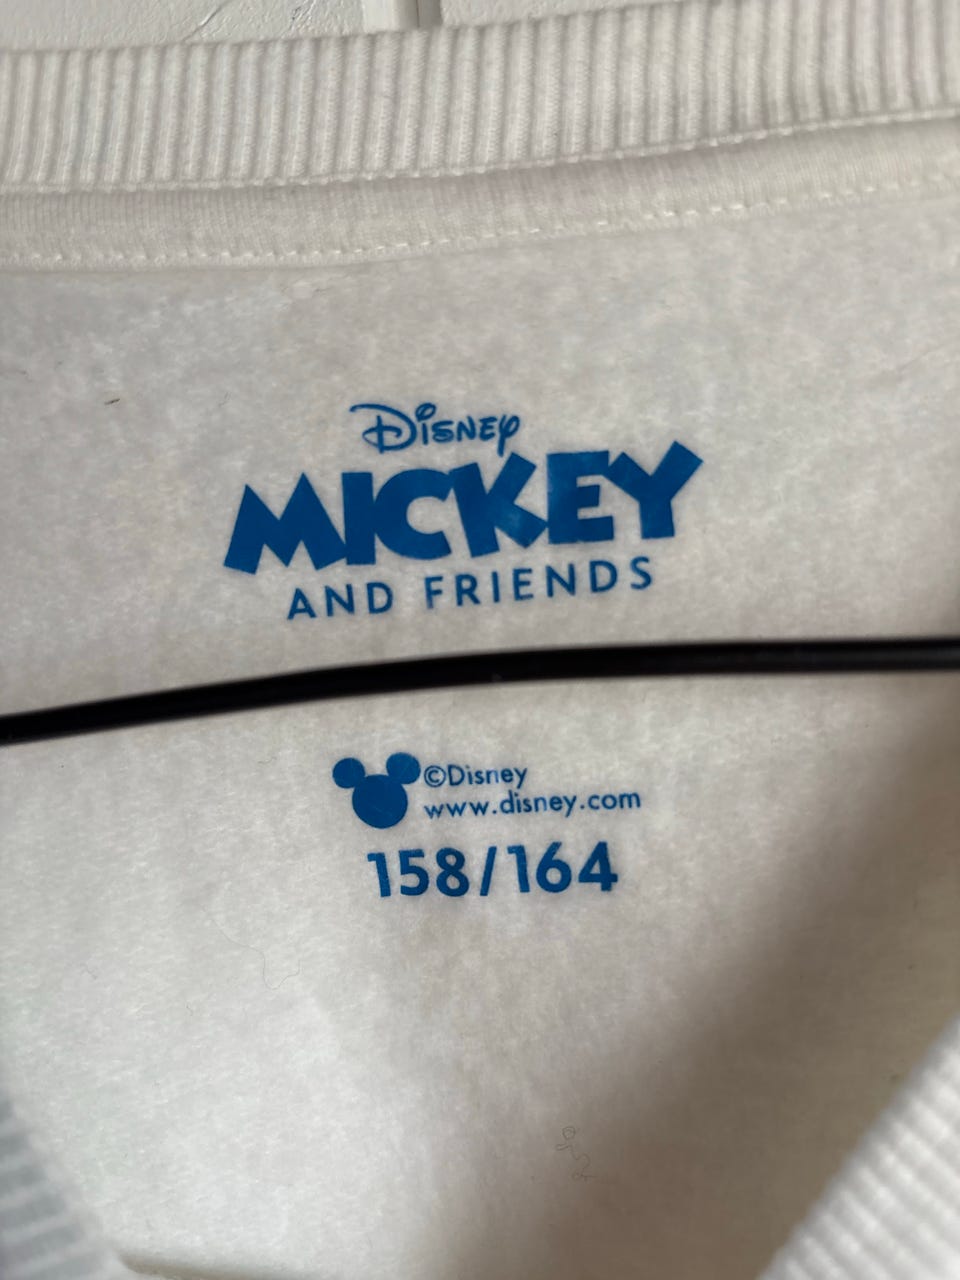 Disney
MICKEY
AND FRIENDS
©Disney
www.disney.com
158/164